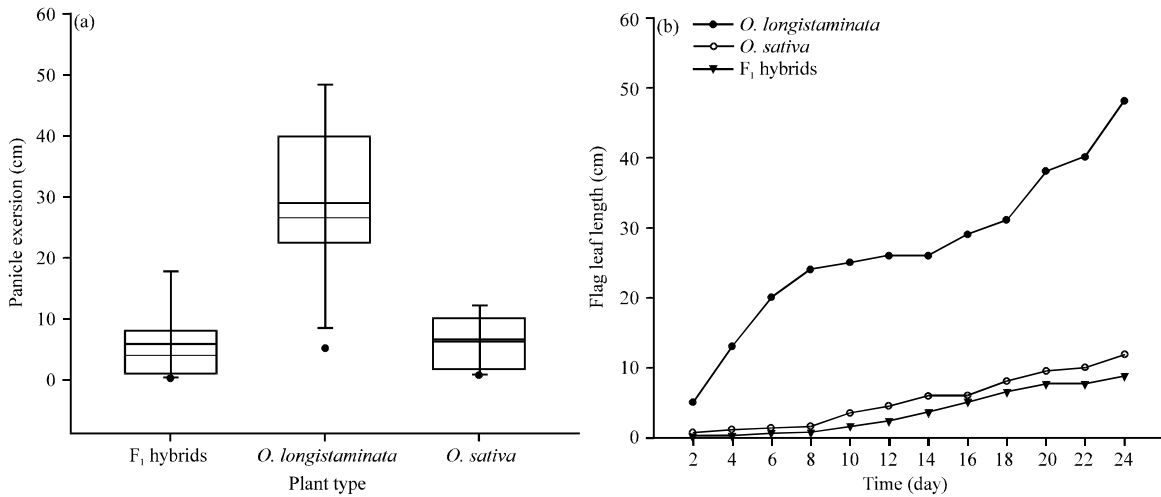 (a)
60
50
40
30
20
10
0
Panicle exersion (cm)
F₁ hybrids
O. longistaminata
O. sativa
Plant type
(b)
O. longistaminata
O. sativa
F₁ hybrids
60
50
40
30
20
10
0
Flag leaf length (cm)
2 4 6 8 10 12 14 16 18 20 22 24
Time (day)